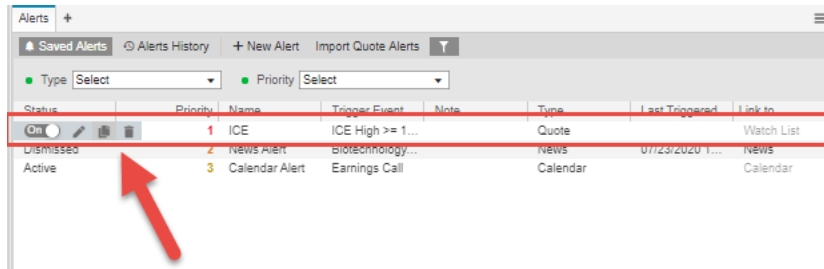 Alerts +
Saved Alerts Alerts History + New Alert Import Quote Alerts
Type Select Priority Select
Status Priority Name Trigger Event Note Type Last Triggered Link to
On 1 ICE ICE High >= 1... Quote Watch List
Dismissed 2 News Alert Biotechnology... News 07/23/2020 1... News
Active 3 Calendar Alert Earnings Call Calendar Calendar